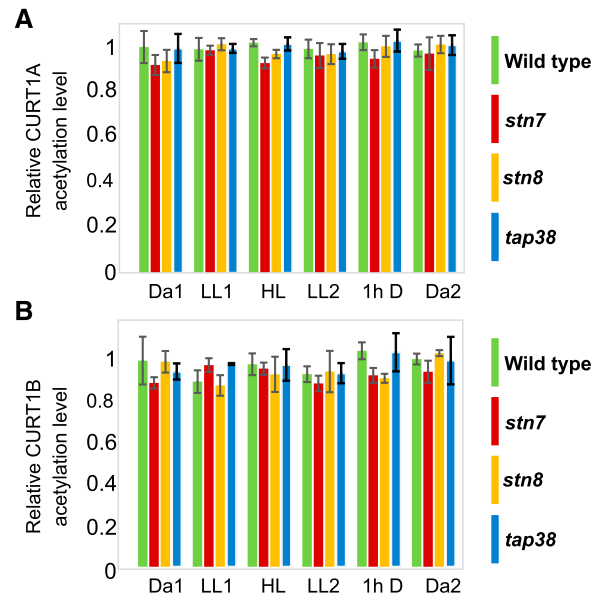 A
Relative CURT1A
acetylation level
1
0.8
0.6
0.4
0.2
0
Da1 LL1 HL LL2 1h D Da2
Wild type
stn7
stn8
tap38
B
Relative CURT1B
acetylation level
1
0.8
0.6
0.4
0.2
0
Da1 LL1 HL LL2 1h D Da2
Wild type
stn7
stn8
tap38